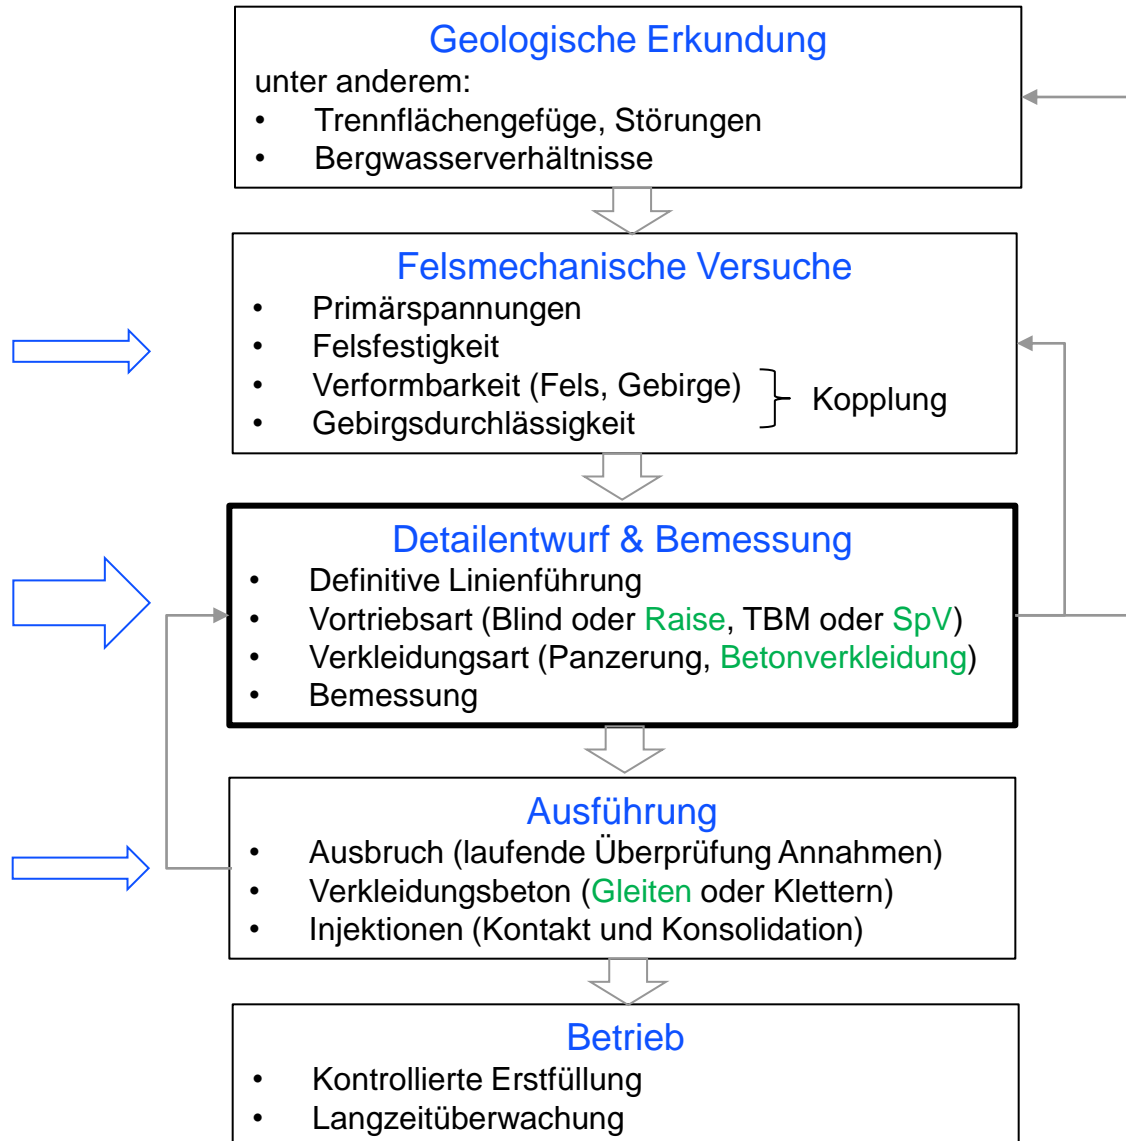 Geologische Erkundung
unter anderem:
• Trennflächengefüge, Störungen
• Bergwasserverhältnisse
Felsmechanische Versuche
• Primärspannungen
• Felsfestigkeit
• Verformbarkeit (Fels, Gebirge)
• Gebirgsdurchlässigkeit
Kopplung
Detailentwurf & Bemessung
• Definitive Linienführung
• Vortriebsart (Blind oder Raise, TBM oder SpV)
• Verkleidungsart (Panzerung, Betonverkleidung)
• Bemessung
Ausführung
• Ausbruch (laufende Überprüfung Annahmen)
• Verkleidungsbeton (Gleiten oder Klettern)
• Injektionen (Kontakt und Konsolidation)
Betrieb
• Kontrollierte Erstfüllung
• Langzeitüberwachung